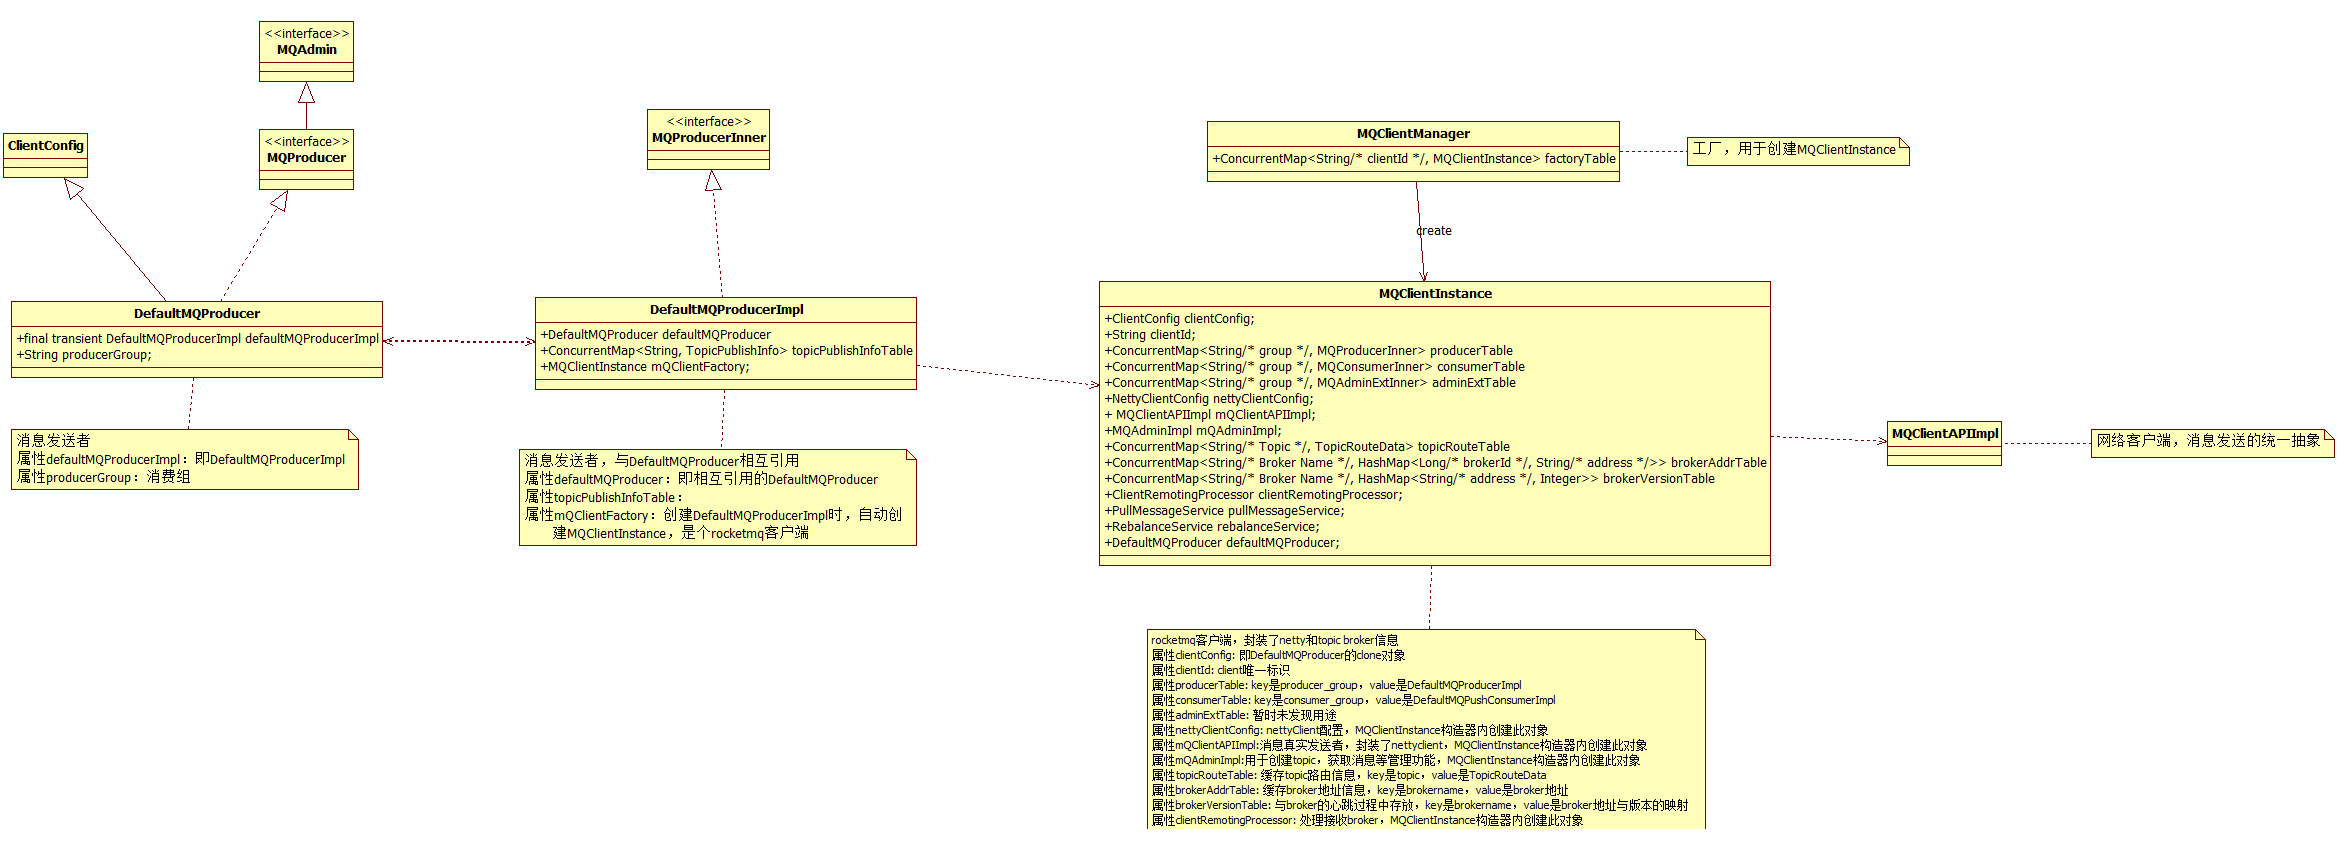 <<interface>>
MQAdmin
ClientConfig
<<interface>>
MQProducer
<<interface>>
MQProducerInner
MQClientManager
+ConcurrentMap<String/* clientId */, MQClientInstance> factoryTable
工厂，用于创建MQClientInstance
create
DefaultMQProducer
+final transient DefaultMQProducerImpl defaultMQProducerImpl
+String producerGroup;
DefaultMQProducerImpl
+DefaultMQProducer defaultMQProducer
+ConcurrentMap<String, TopicPublishInfo> topicPublishInfoTable
+MQClientInstance mQClientFactory;
MQClientInstance
+ClientConfig clientConfig;
+String clientId;
+ConcurrentMap<String/* group */, MQProducerInner> producerTable
+ConcurrentMap<String/* group */, MQConsumerInner> consumerTable
+ConcurrentMap<String/* group */, MQAdminExtInner> adminExtTable
+NettyClientConfig nettyClientConfig;
+ MQClientAPIImpl mQClientAPIImpl;
+MQAdminImpl mQAdminImpl;
+ConcurrentMap<String/* Topic */, TopicRouteData> topicRouteTable
+ConcurrentMap<String/* Broker Name */, HashMap<Long/* brokerId */, String/* address */>> brokerAddrTable
+ConcurrentMap<String/* Broker Name */, HashMap<String/* address */, Integer>> brokerVersionTable
+ClientRemotingProcessor clientRemotingProcessor;
+PullMessageService pullMessageService;
+RebalanceService rebalanceService;
+DefaultMQProducer defaultMQProducer;
MQClientAPIImpl
网络客户端，消息发送的统一抽象
消息发送者
属性defaultMQProducerImpl：即DefaultMQProducerImpl
属性producerGroup：消费组
消息发送者，与DefaultMQProducer相互引用
属性defaultMQProducer：即相互引用的DefaultMQProducer
属性topicPublishInfoTable：
属性mQClientFactory：创建DefaultMQProducerImpl时，自动创
建MQClientInstance，是个rocketmq客户端
rocketmq客户端，封装了netty和topic broker信息
属性clientConfig: 即DefaultMQProducer的clone对象
属性clientId: client唯一标识
属性producerTable: key是producer_group，value是DefaultMQProducerImpl
属性consumerTable: key是consumer_group，value是DefaultMQPushConsumerImpl
属性adminExtTable: 暂时未发现用途
属性nettyClientConfig: nettyClient配置，MQClientInstance构造器内创建此对象
属性mQClientAPIImpl:消息真实发送者，封装了nettyclient，MQClientInstance构造器内创建此对象
属性mQAdminImpl:用于创建topic，获取消息等管理功能，MQClientInstance构造器内创建此对象
属性topicRouteTable: 缓存topic路由信息，key是topic，value是TopicRouteData
属性brokerAddrTable: 缓存broker地址信息，key是brokername，value是broker地址
属性brokerVersionTable: 与broker的心跳过程中存放，key是brokername，value是broker地址与版本的映射
属性clientRemotingProcessor: 处理接收broker，MQClientInstance构造器内创建此对象